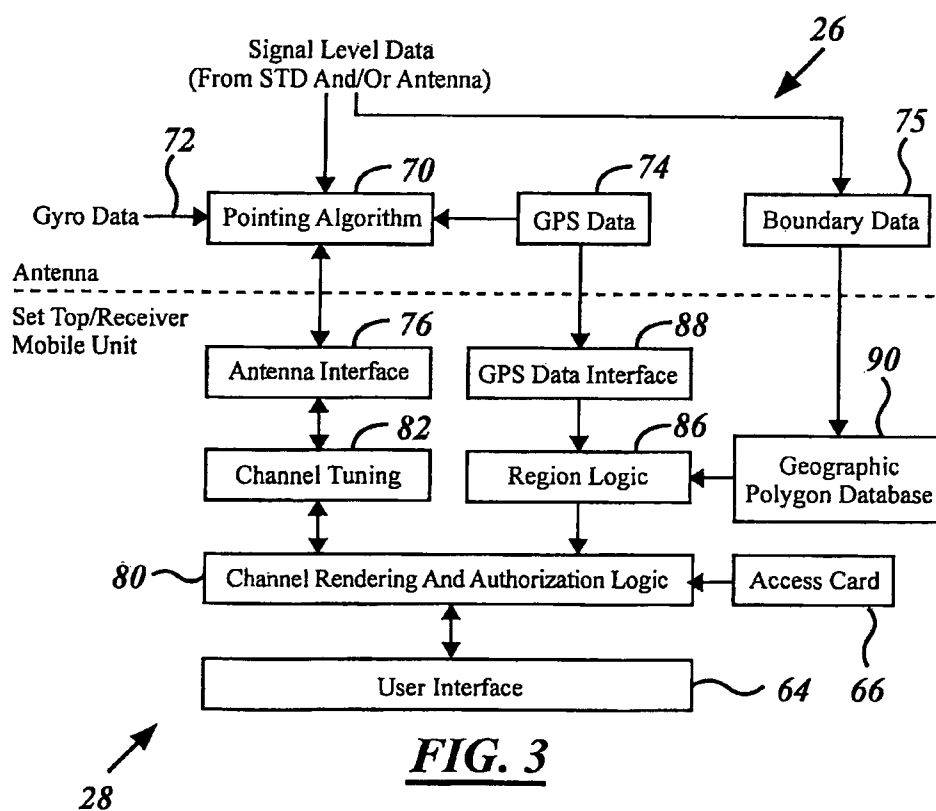 Signal Level Data
(From STD And/Or Antenna)
26
72
70
74
75
Gyro Data
Pointing Algorithm
GPS Data
Boundary Data
Antenna
Set Top/Receiver
Mobile Unit
76
88
90
Antenna Interface
GPS Data Interface
82
86
Channel Tuning
Region Logic
Geographic
Polygon Database
80
Channel Rendering And Authorization Logic
Access Card
User Interface
64
66
FIG. 3
28